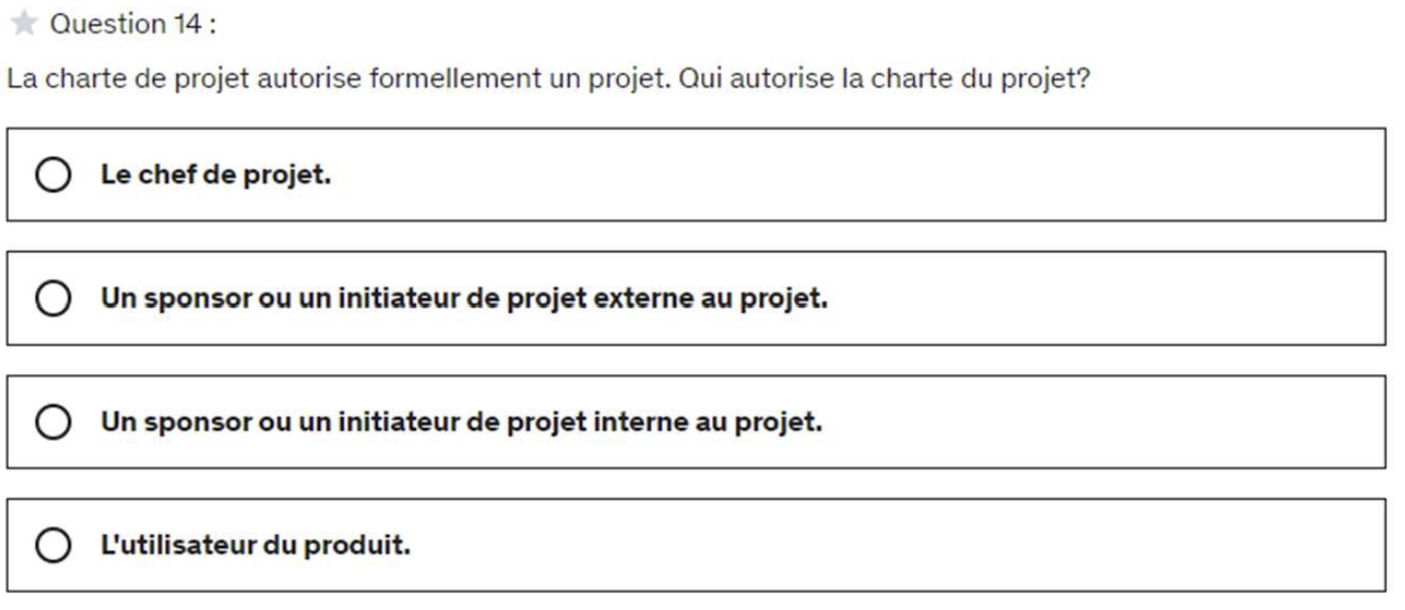 Question 14 :
La charte de projet autorise formellement un projet. Qui autorise la charte du projet?
Le chef de projet.
Un sponsor ou un initiateur de projet externe au projet.
Un sponsor ou un initiateur de projet interne au projet.
L'utilisateur du produit.